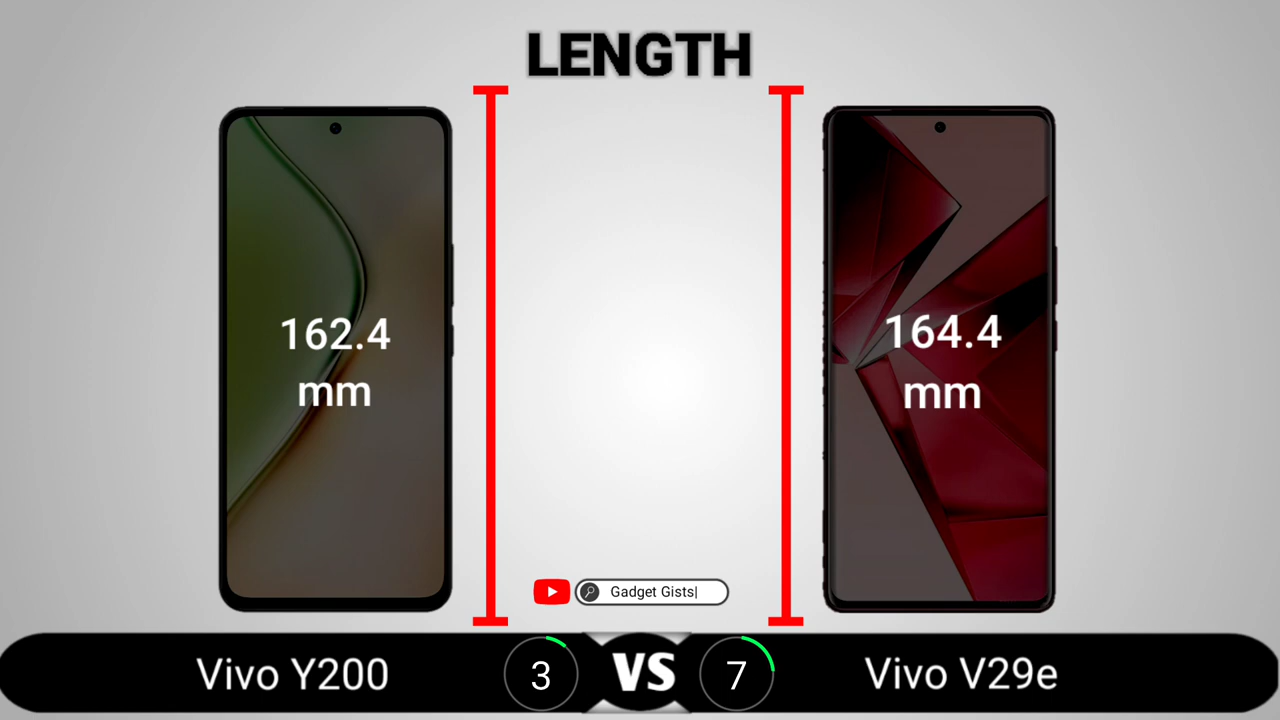 LENGTH
162.4
mm
164.4
mm
Gadget Gists|
Vivo Y200
3
VS
7
Vivo V29e